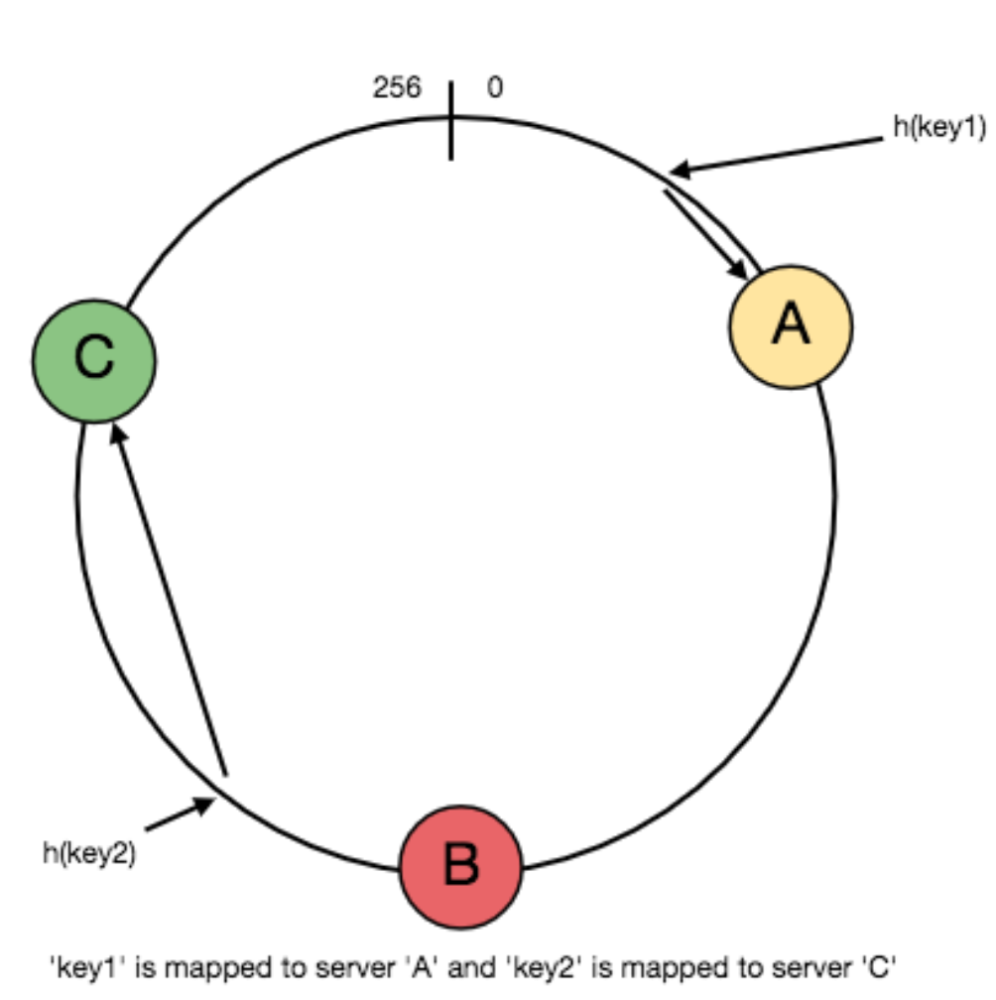 256 0
h(key1)
A
C
h(key2)
B
'key1' is mapped to server 'A' and 'key2' is mapped to server 'C'